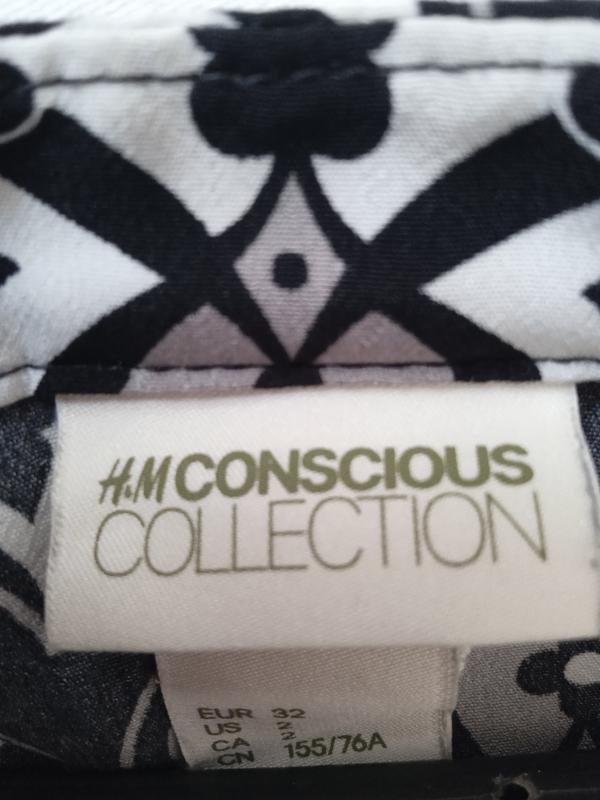 H&M CONSCIOUS
COLLECTION
EUR 32
US 2
CA 2
CN 155/76A